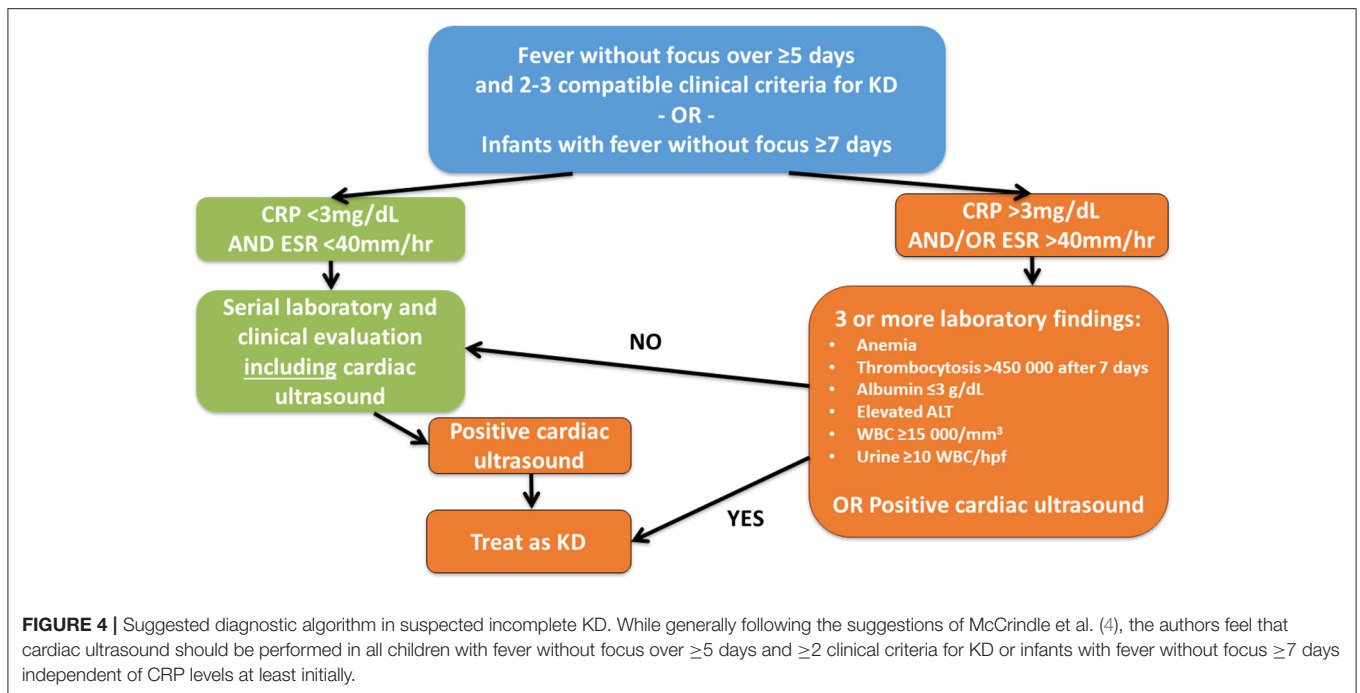 Fever without focus over ≥5 days
and 2-3 compatible clinical criteria for KD
- OR -
Infants with fever without focus ≥7 days
CRP <3mg/dL
AND ESR <40mm/hr
CRP >3mg/dL
AND/OR ESR >40mm/hr
Serial laboratory and
clinical evaluation
including cardiac
ultrasound
NO
3 or more laboratory findings:
• Anemia
• Thrombocytosis >450 000 after 7 days
• Albumin ≤3 g/dL
• Elevated ALT
• WBC ≥15 000/mm³
• Urine ≥10 WBC/hpf
OR Positive cardiac ultrasound
Positive cardiac
ultrasound
YES
Treat as KD
FIGURE 4 | Suggested diagnostic algorithm in suspected incomplete KD. While generally following the suggestions of McCrindle et al. (4), the authors feel that
cardiac ultrasound should be performed in all children with fever without focus over ≥5 days and ≥2 clinical criteria for KD or infants with fever without focus ≥7 days
independent of CRP levels at least initially.